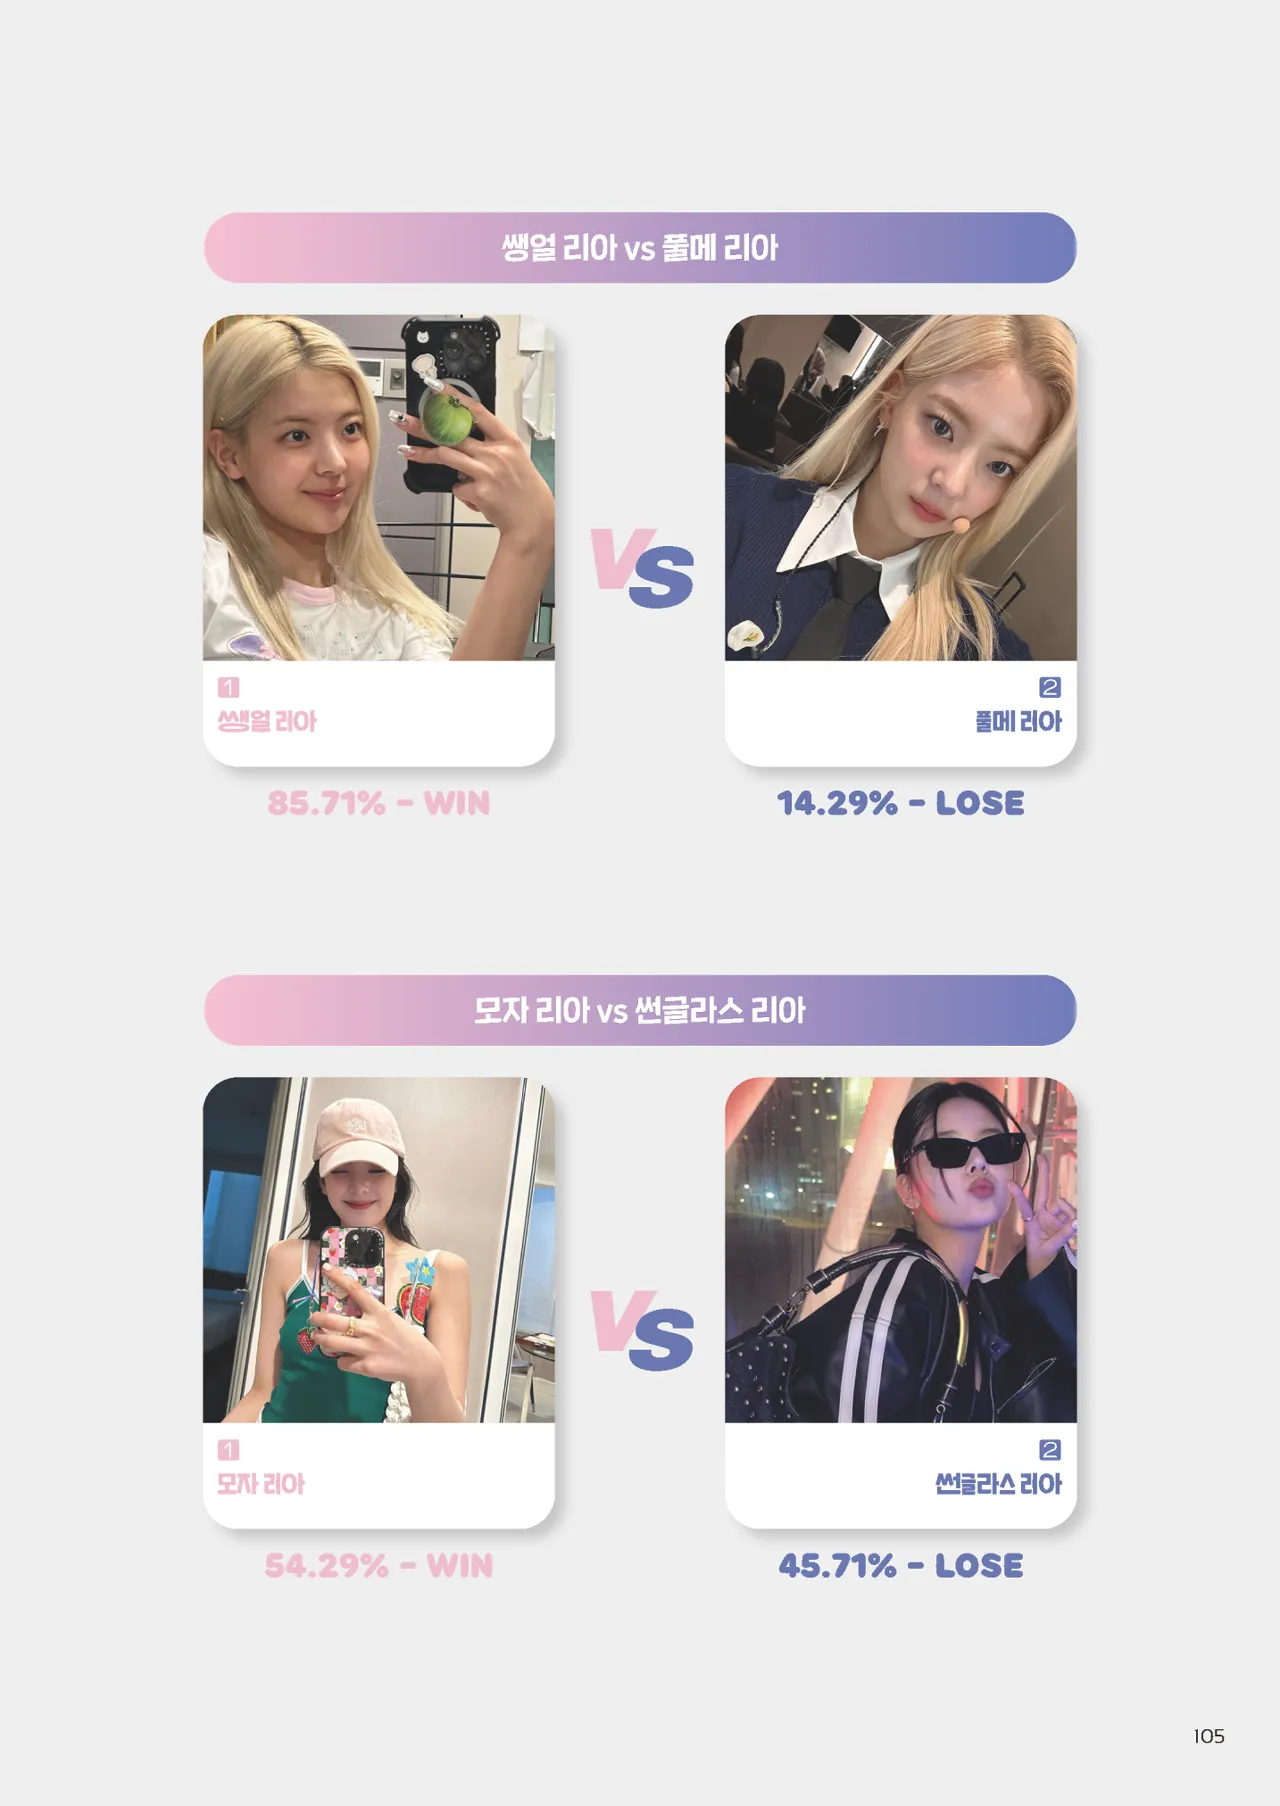 쌩얼 리아 vs 풀메 리아
VS
1
쌩얼 리아
2
풀메 리아
85.71% - WIN
14.29% - LOSE
모자 리아 vs 썬글라스 리아
VS
1
모자 리아
2
썬글라스 리아
54.29% - WIN
45.71% - LOSE
105